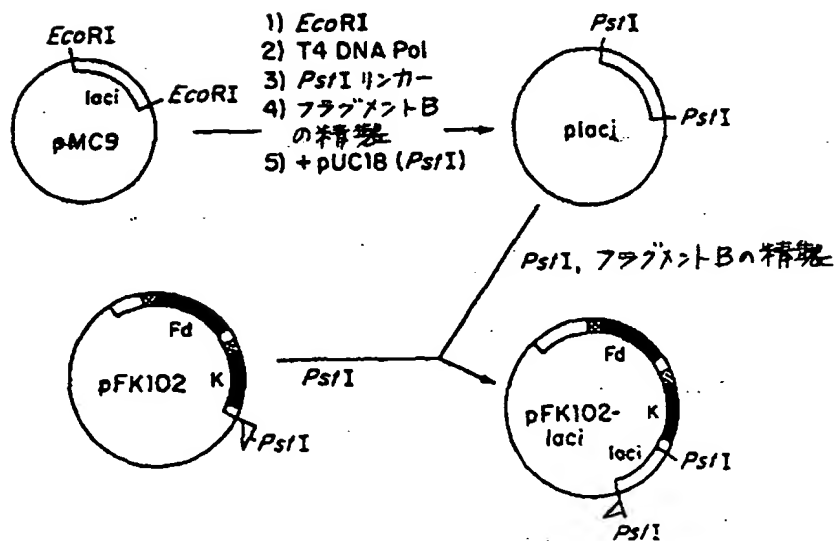 EcoRI
laci
EcoRI
pMC9
1) EcoRI
2) T4 DNA Pol
3) PstI リンカー
4) フラグメントB
の精製
5) + pUC18 (PstI)
PstI
placi
PstI
PstI, フラグメントBの精製
Fd
pFK102
K
PstI
PstI
Fd
pFK102-
laci
K
laci
PstI
PstI